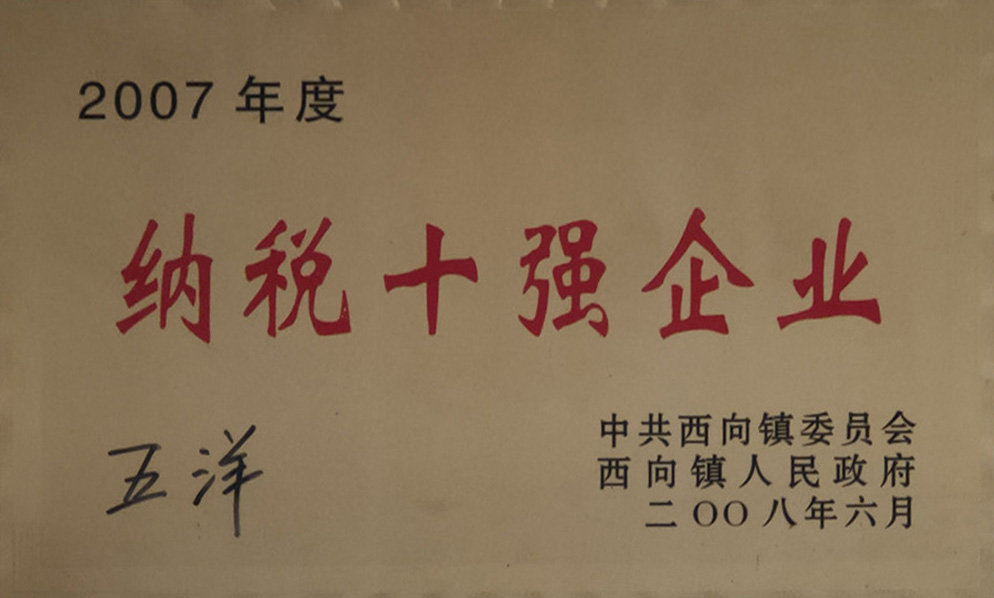 2007 年度
纳税十强企业
五洋
中共西向镇委员会
西向镇人民政府
二OO八年六月